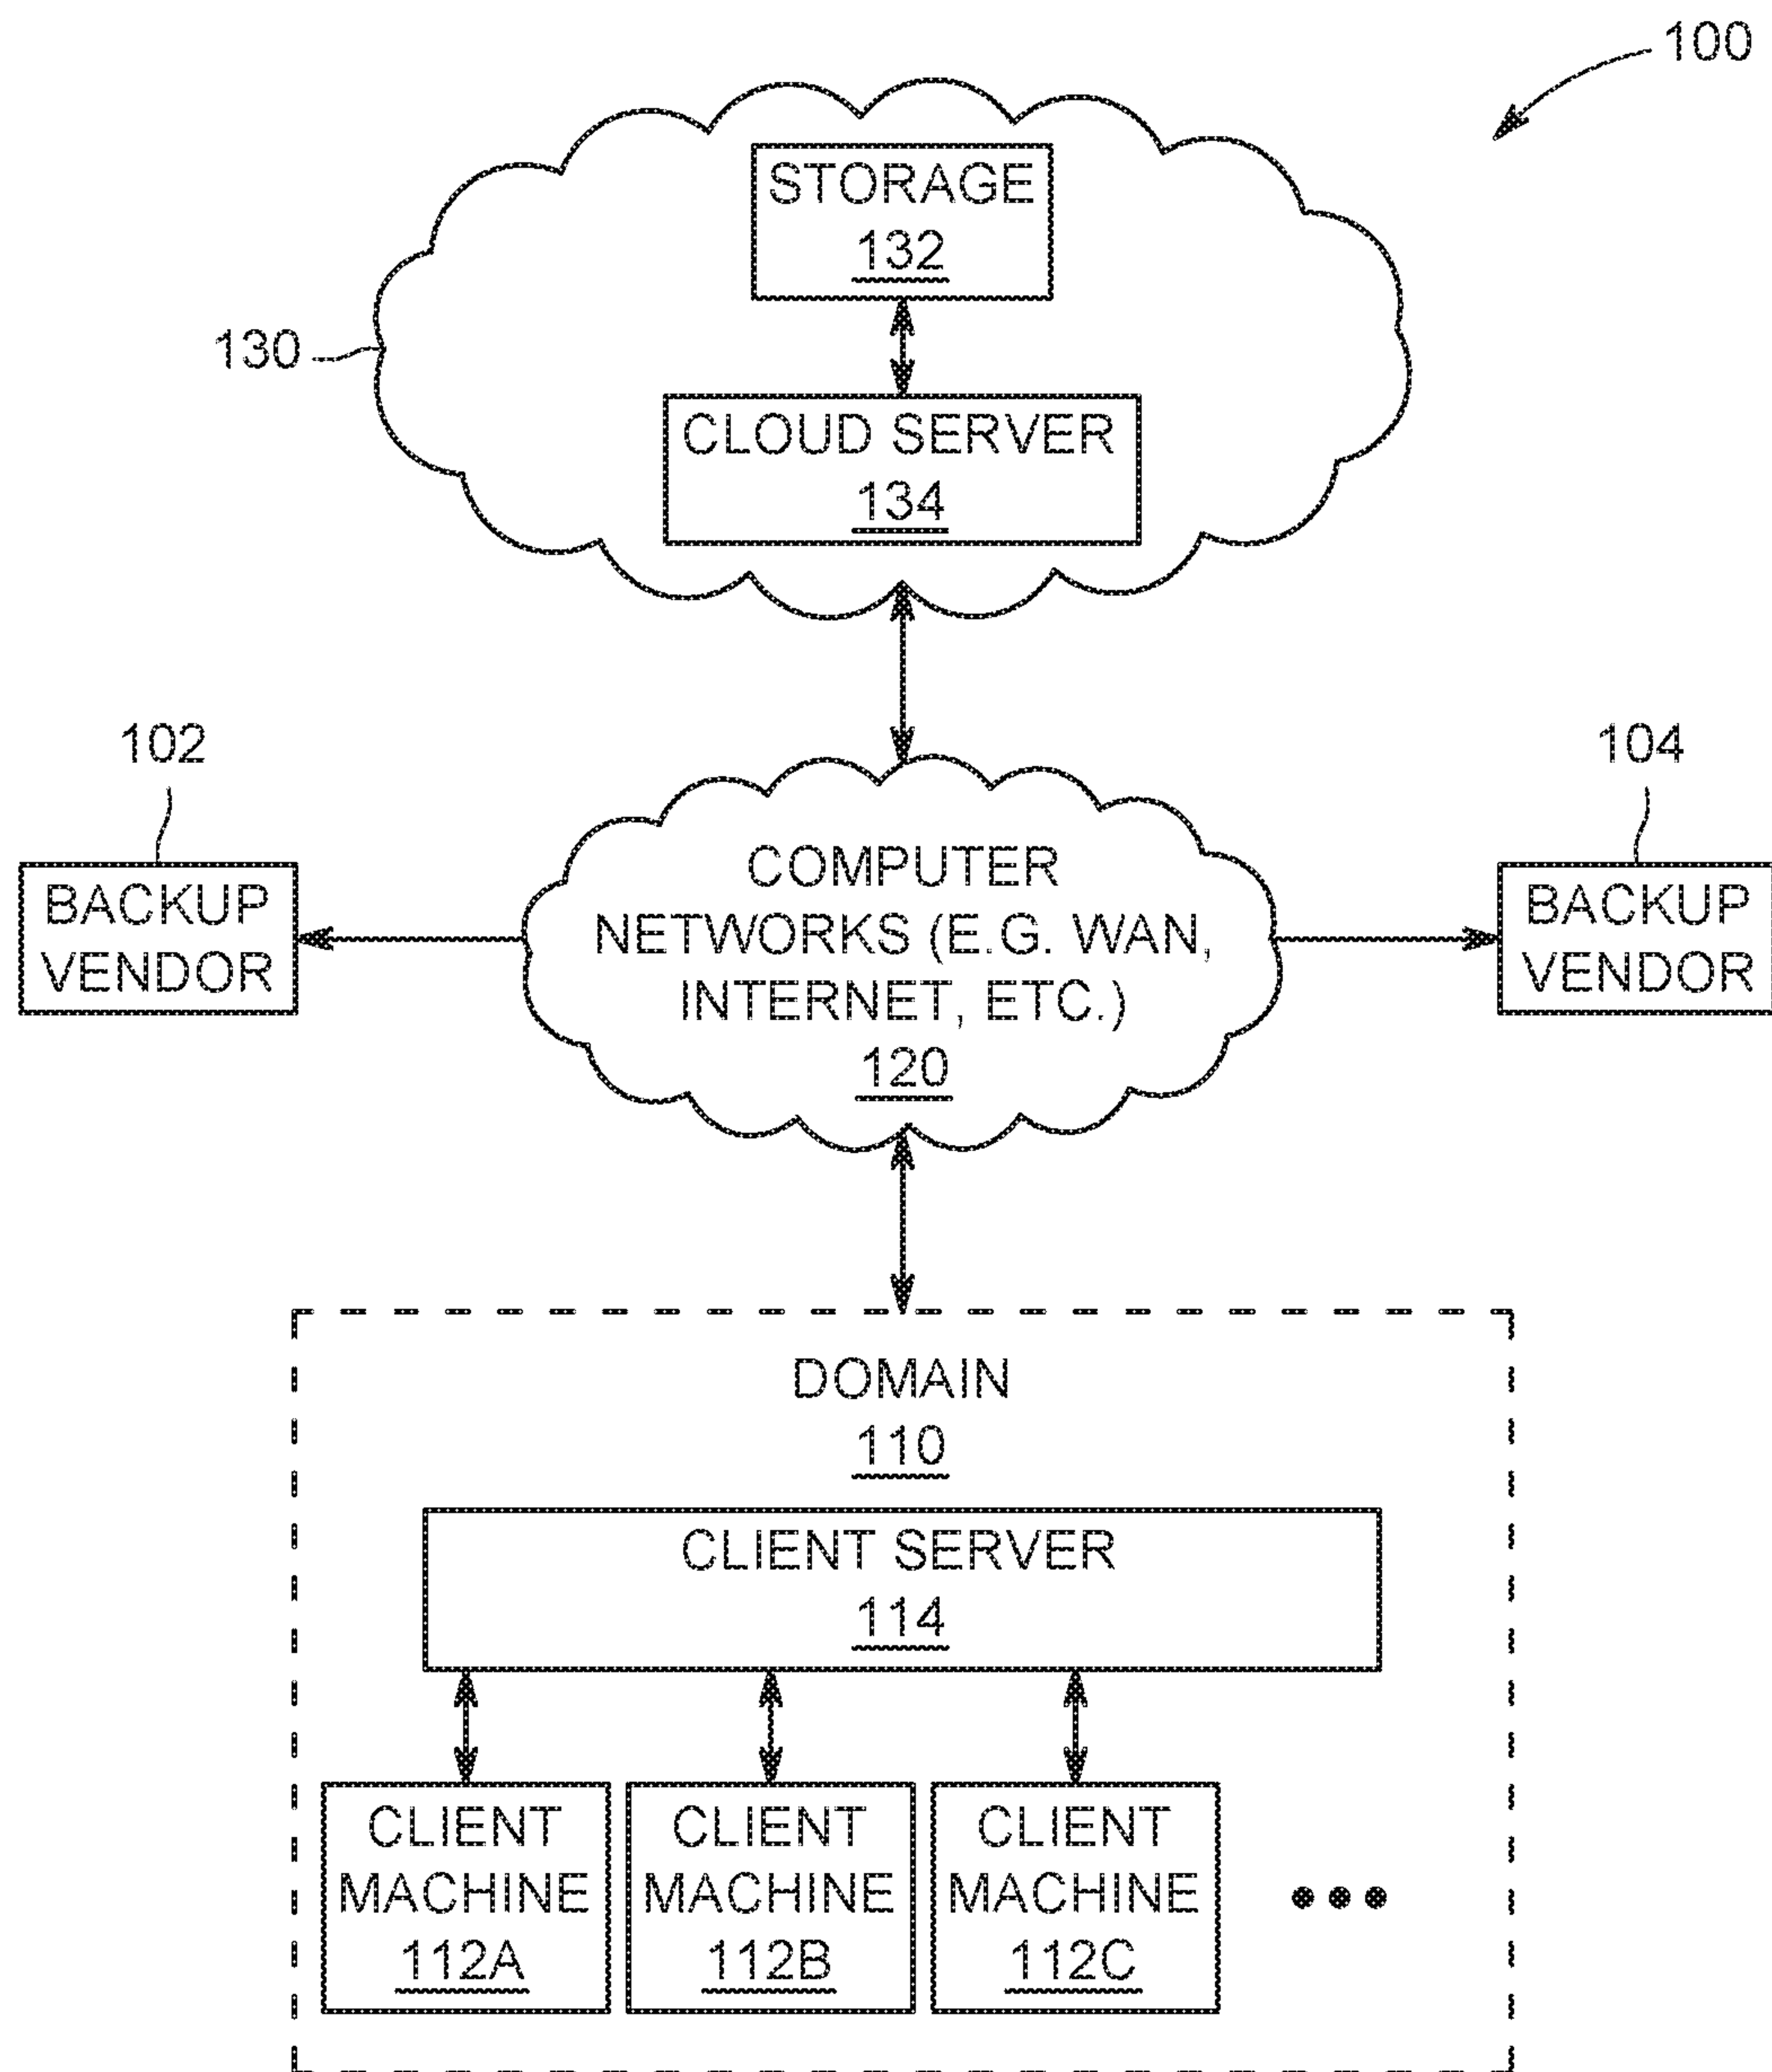 100
STORAGE
132
130
CLOUD SERVER
134
102
104
BACKUP
VENDOR
COMPUTER
NETWORKS (E.G. WAN,
INTERNET, ETC.)
120
BACKUP
VENDOR
DOMAIN
110
CLIENT SERVER
114
CLIENT
MACHINE
112A
CLIENT
MACHINE
112B
CLIENT
MACHINE
112C